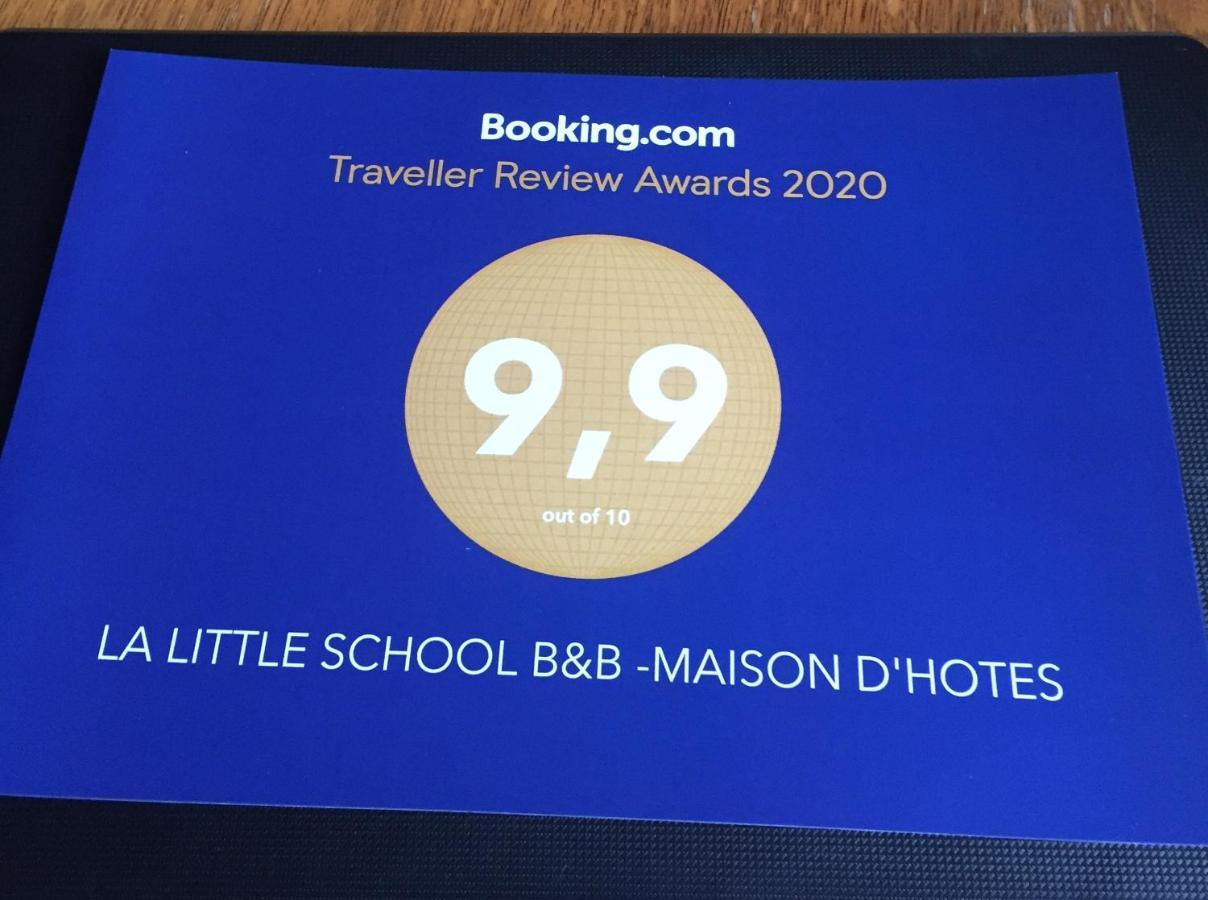 Booking.com
Traveller Review Awards 2020
9,9
out of 10
LA LITTLE SCHOOL B&B -MAISON D'HOTES